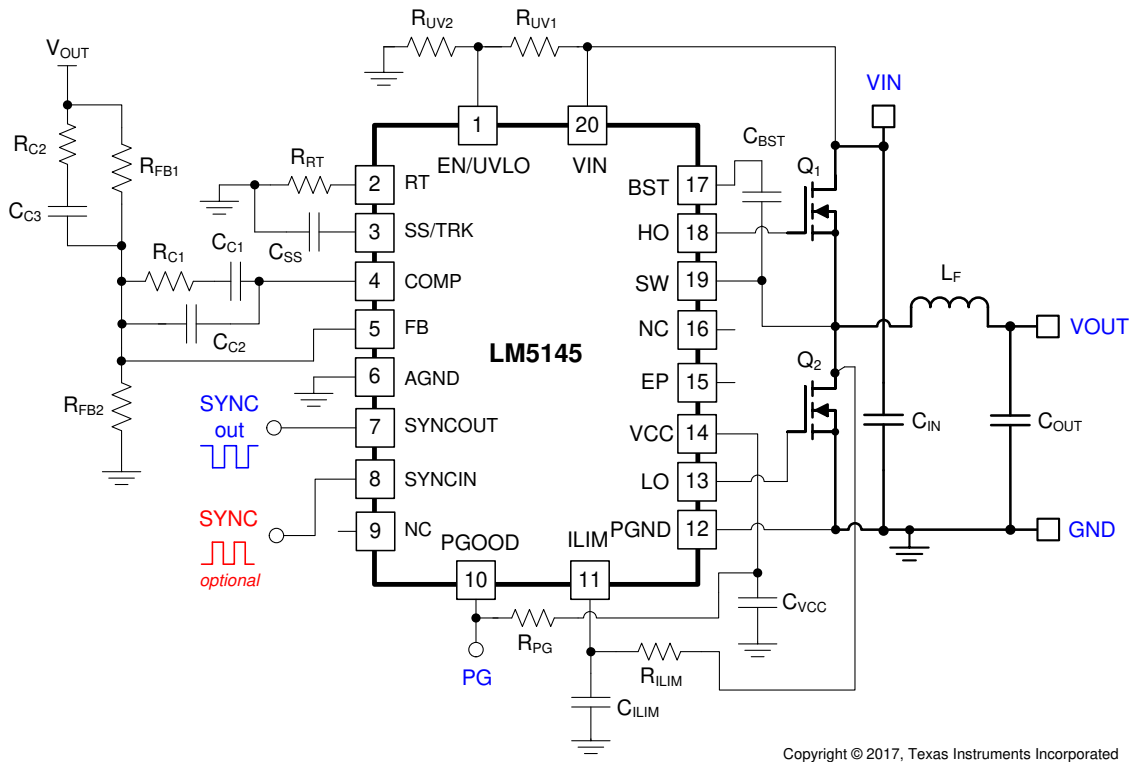 RUV2
RUV1
VOUT
VIN
RC2
RFB1
CC3
RRT
CSS
RC1
CC1
CC2
RFB2
1
EN/UVLO
20
VIN
2
RT
3
SS/TRK
4
COMP
5
FB
6
AGND
7
SYNCOUT
8
SYNCIN
9
NC
10
PGOOD
11
ILIM
LM5145
BST
17
HO
18
SW
19
NC
16
EP
15
VCC
14
LO
13
PGND
12
CBST
Q1
Q2
LF
VOUT
CIN
COUT
GND
SYNC
out
SYNC
optional
PG
RPG
CVCC
RILIM
CILIM
Copyright © 2017, Texas Instruments Incorporated